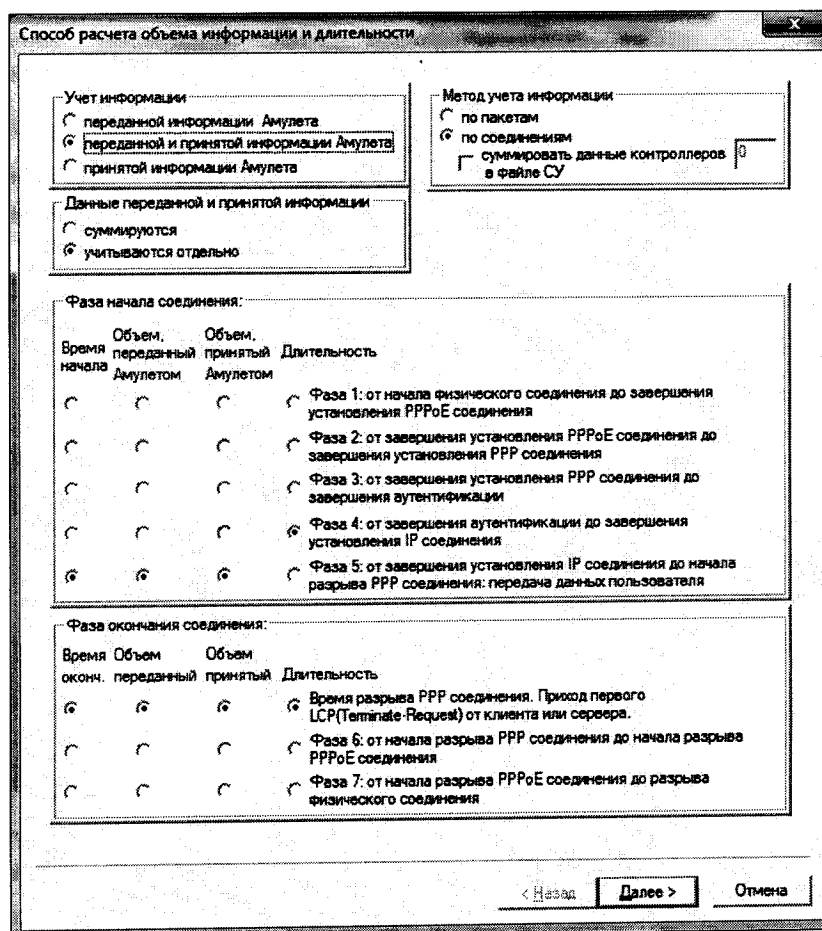 Способ расчета объема информации и длительности
Учет информации
переданной информации Амулета
переданной и принятой информации Амулета
принятой информации Амулета
Метод учета информации
по пакетам
по соединениям
суммировать данные контроллеров
в файле СУ
0
Данные переданной и принятой информации
суммируются
учитываются отдельно
Фаза начала соединения:
Время
начала
Объем,
переданный
Амулетом
Объем,
принятый
Амулетом
Длительность
Фаза 1: от начала физического соединения до завершения
установления PPPoE соединения
Фаза 2: от завершения установления PPPoE соединения до
завершения установления PPP соединения
Фаза 3: от завершения установления PPP соединения до
завершения аутентификации
Фаза 4: от завершения аутентификации до завершения
установления IP соединения
Фаза 5: от завершения установления IP соединения до начала
разрыва PPP соединения: передача данных пользователя
Фаза окончания соединения:
Время
оконч.
Объем
переданный
Объем
принятый
Длительность
Время разрыва PPP соединения. Приход первого
LCP(Terminate-Request) от клиента или сервера.
Фаза 6: от начала разрыва PPP соединения до начала разрыва
PPPoE соединения
Фаза 7: от начала разрыва PPPoE соединения до разрыва
физического соединения
< Назад
Далее >
Отмена